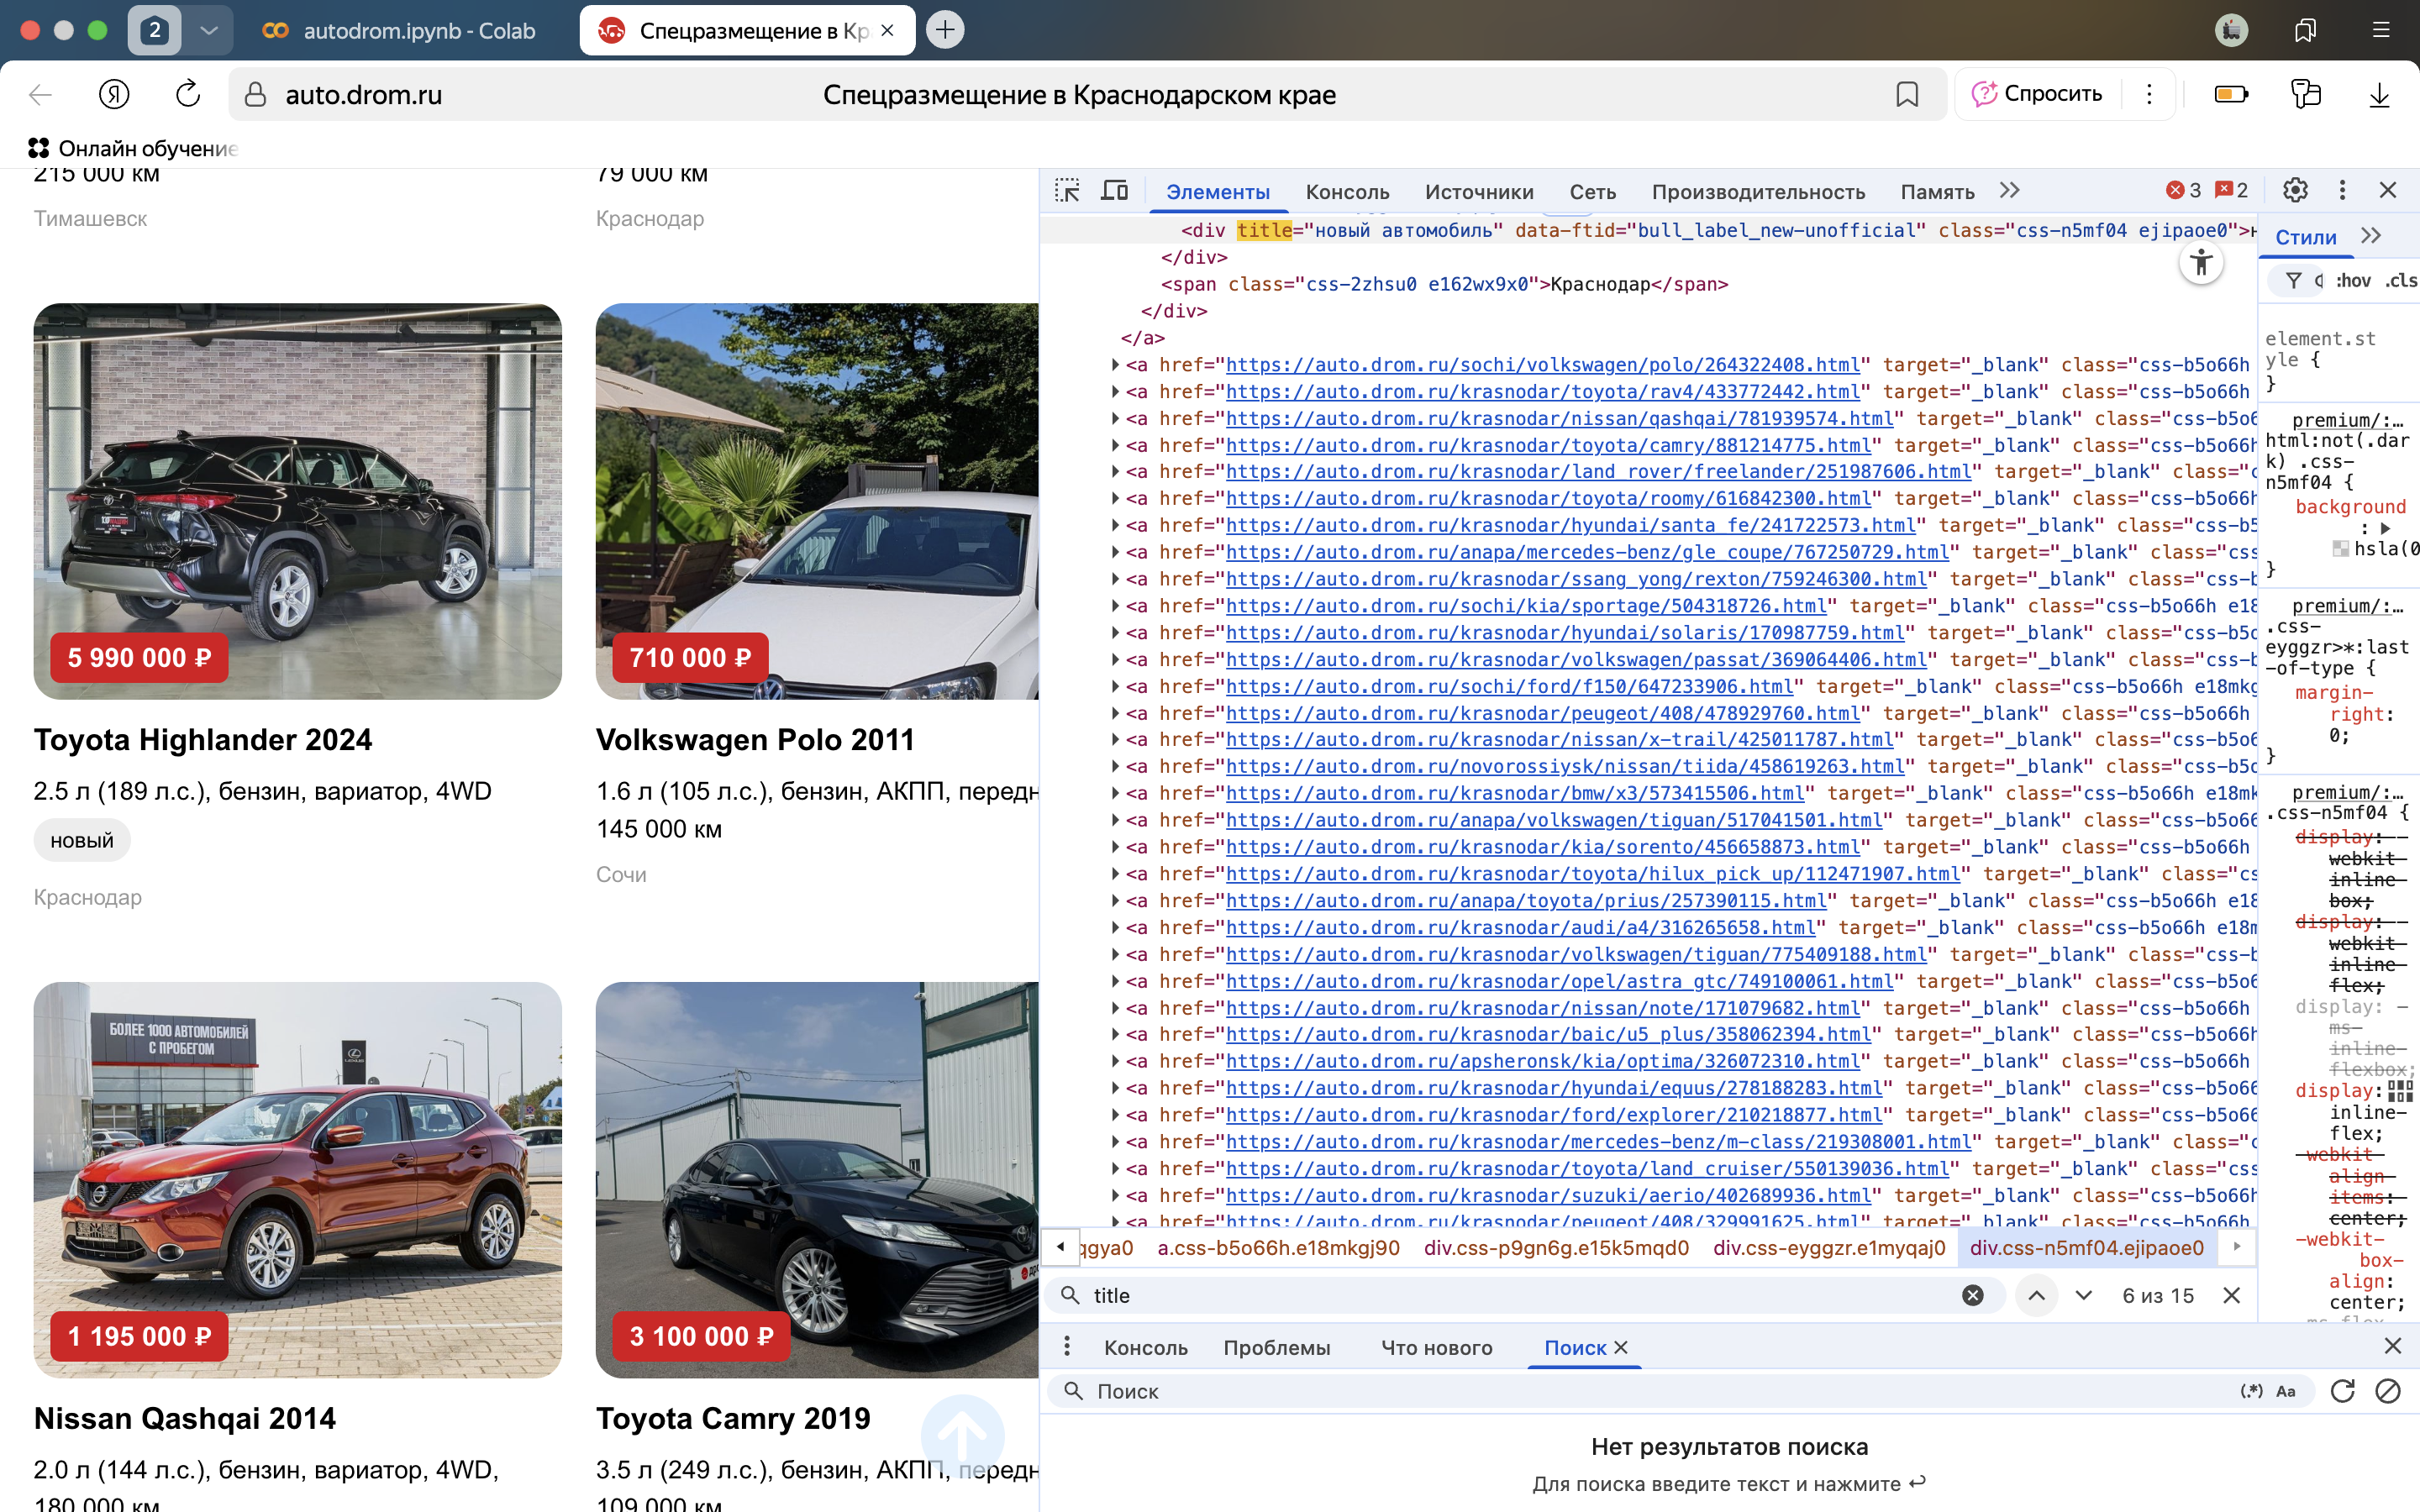 2
autodrom.ipynb - Colab
Спецразмещение в Кр
auto.drom.ru
Спецразмещение в Краснодарском крае
Спросить
Онлайн обучение
215 000 км
Тимашевск
79 000 км
Краснодар
5 990 000 ₽
Toyota Highlander 2024
2.5 л (189 л.с.), бензин, вариатор, 4WD
новый
Краснодар
710 000 ₽
Volkswagen Polo 2011
1.6 л (105 л.с.), бензин, АКПП, передн
145 000 км
Сочи
БОЛЕЕ 1000 АВТОМОБИЛЕЙ
С ПРОБЕГОМ
1 195 000 ₽
Nissan Qashqai 2014
2.0 л (144 л.с.), бензин, вариатор, 4WD,
180 000 км
3 100 000 ₽
Toyota Camry 2019
3.5 л (249 л.с.), бензин, АКПП, передн
109 000 км
Элементы Консоль Источники Сеть Производительность Память 3 2
<div title="новый автомобиль" data-ftid="bull_label_new-unofficial" class="css-n5mf04 ejipaoe0">н
</div>
<span class="css-2zhsu0 e162wx9x0">Краснодар</span>
</div>
</a>
<a href="https://auto.drom.ru/sochi/volkswagen/polo/264322408.html" target="_blank" class="css-b5o66h
<a href="https://auto.drom.ru/krasnodar/toyota/rav4/433772442.html" target="_blank" class="css-b5o66h
<a href="https://auto.drom.ru/krasnodar/nissan/qashqai/781939574.html" target="_blank" class="css-b5o6
<a href="https://auto.drom.ru/krasnodar/toyota/camry/881214775.html" target="_blank" class="css-b5o66h
<a href="https://auto.drom.ru/krasnodar/land_rover/freelander/251987606.html" target="_blank" class="c
<a href="https://auto.drom.ru/krasnodar/toyota/roomy/616842300.html" target="_blank" class="css-b5o66h
<a href="https://auto.drom.ru/krasnodar/hyundai/santa_fe/241722573.html" target="_blank" class="css-b5
<a href="https://auto.drom.ru/anapa/mercedes-benz/gle_coupe/767250729.html" target="_blank" class="css
<a href="https://auto.drom.ru/krasnodar/ssang_yong/rexton/759246300.html" target="_blank" class="css-b
<a href="https://auto.drom.ru/sochi/kia/sportage/504318726.html" target="_blank" class="css-b5o66h e18
<a href="https://auto.drom.ru/krasnodar/hyundai/solaris/170987759.html" target="_blank" class="css-b5o
<a href="https://auto.drom.ru/krasnodar/volkswagen/passat/369064406.html" target="_blank" class="css-b
<a href="https://auto.drom.ru/sochi/ford/f150/647233906.html" target="_blank" class="css-b5o66h e18mkg
<a href="https://auto.drom.ru/krasnodar/peugeot/408/478929760.html" target="_blank" class="css-b5o66h
<a href="https://auto.drom.ru/krasnodar/nissan/x-trail/425011787.html" target="_blank" class="css-b5o6
<a href="https://auto.drom.ru/novorossiysk/nissan/tiida/458619263.html" target="_blank" class="css-b5o
<a href="https://auto.drom.ru/krasnodar/bmw/x3/573415506.html" target="_blank" class="css-b5o66h e18mk
<a href="https://auto.drom.ru/anapa/volkswagen/tiguan/517041501.html" target="_blank" class="css-b5o66
<a href="https://auto.drom.ru/krasnodar/kia/sorento/456658873.html" target="_blank" class="css-b5o66h
<a href="https://auto.drom.ru/krasnodar/toyota/hilux_pick_up/112471907.html" target="_blank" class="cs
<a href="https://auto.drom.ru/anapa/toyota/prius/257390115.html" target="_blank" class="css-b5o66h e18
<a href="https://auto.drom.ru/krasnodar/audi/a4/316265658.html" target="_blank" class="css-b5o66h e18m
<a href="https://auto.drom.ru/krasnodar/volkswagen/tiguan/775409188.html" target="_blank" class="css-b
<a href="https://auto.drom.ru/krasnodar/opel/astra_gtc/749100061.html" target="_blank" class="css-b5o6
<a href="https://auto.drom.ru/krasnodar/nissan/note/171079682.html" target="_blank" class="css-b5o66h
<a href="https://auto.drom.ru/krasnodar/baic/u5_plus/358062394.html" target="_blank" class="css-b5o66h
<a href="https://auto.drom.ru/apsheronsk/kia/optima/326072310.html" target="_blank" class="css-b5o66h
<a href="https://auto.drom.ru/krasnodar/hyundai/equus/278188283.html" target="_blank" class="css-b5o66
<a href="https://auto.drom.ru/krasnodar/ford/explorer/210218877.html" target="_blank" class="css-b5o66
<a href="https://auto.drom.ru/krasnodar/mercedes-benz/m-class/219308001.html" target="_blank" class="c
<a href="https://auto.drom.ru/krasnodar/toyota/land_cruiser/550139036.html" target="_blank" class="css
<a href="https://auto.drom.ru/krasnodar/suzuki/aerio/402689936.html" target="_blank" class="css-b5o66h
<a href="https://auto.drom.ru/krasnodar/peugeot/408/329991625.html" target="_blank" class="css-b5o66h
qgya0 a.css-b5o66h.e18mkgj90 div.css-p9gn6g.e15k5mqd0 div.css-eyggzr.e1myqaj0 div.css-n5mf04.ejipaoe0
title
6 из 15
Консоль Проблемы Что нового Поиск
Поиск
(.*) Aa
Нет результатов поиска
Для поиска введите текст и нажмите ↩
Стили
:hov .cls
element.st
yle {
}
premium/:…
html:not(.dar
k) .css-
n5mf04 {
background
:
hsla(0
}
premium/:…
.css-
eyggzr>*:last
-of-type {
margin-
right:
0;
}
premium/:…
.css-n5mf04 {
display: -
webkit-
inline-
box;
display: -
webkit-
inline-
flex;
display: -
ms-
inline-
flexbox;
display:
inline-
flex;
-webkit-
align-
items:
center;
-webkit-
box-
align:
center;
-ms-flex-